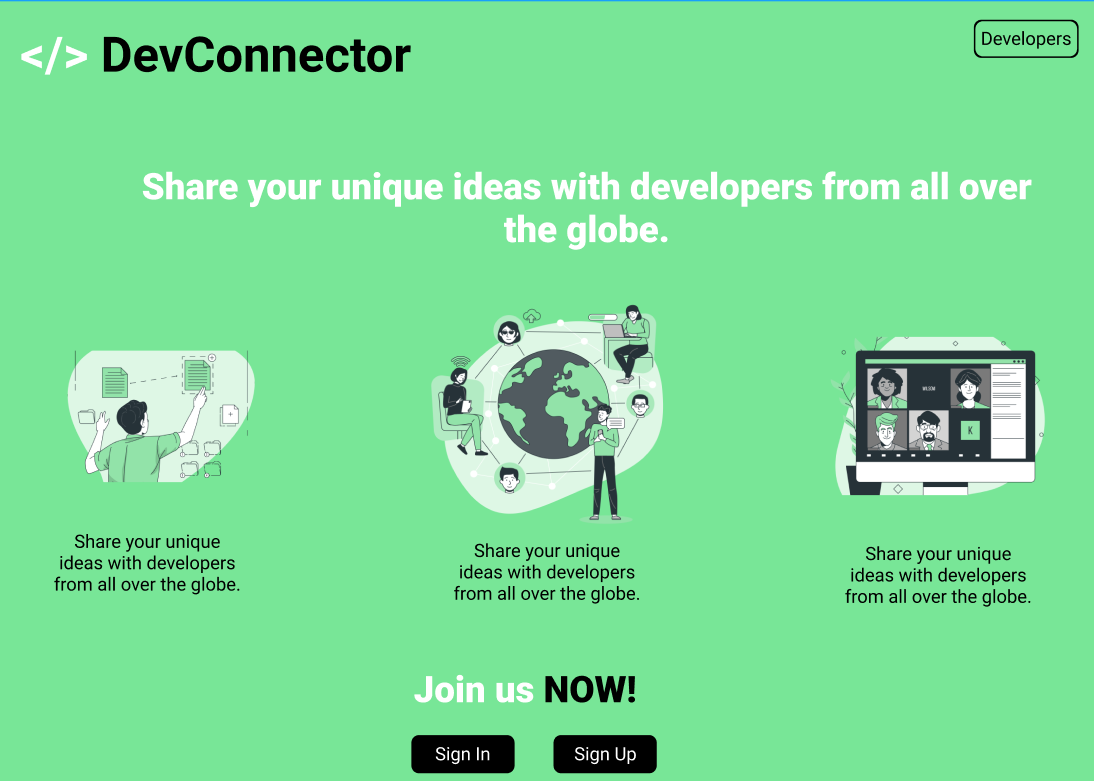 </> DevConnector
Developers
Share your unique ideas with developers from all over
the globe.
WILSOM
K
Share your unique
ideas with developers
from all over the globe.
Share your unique
ideas with developers
from all over the globe.
Share your unique
ideas with developers
from all over the globe.
Join us NOW!
Sign In
Sign Up